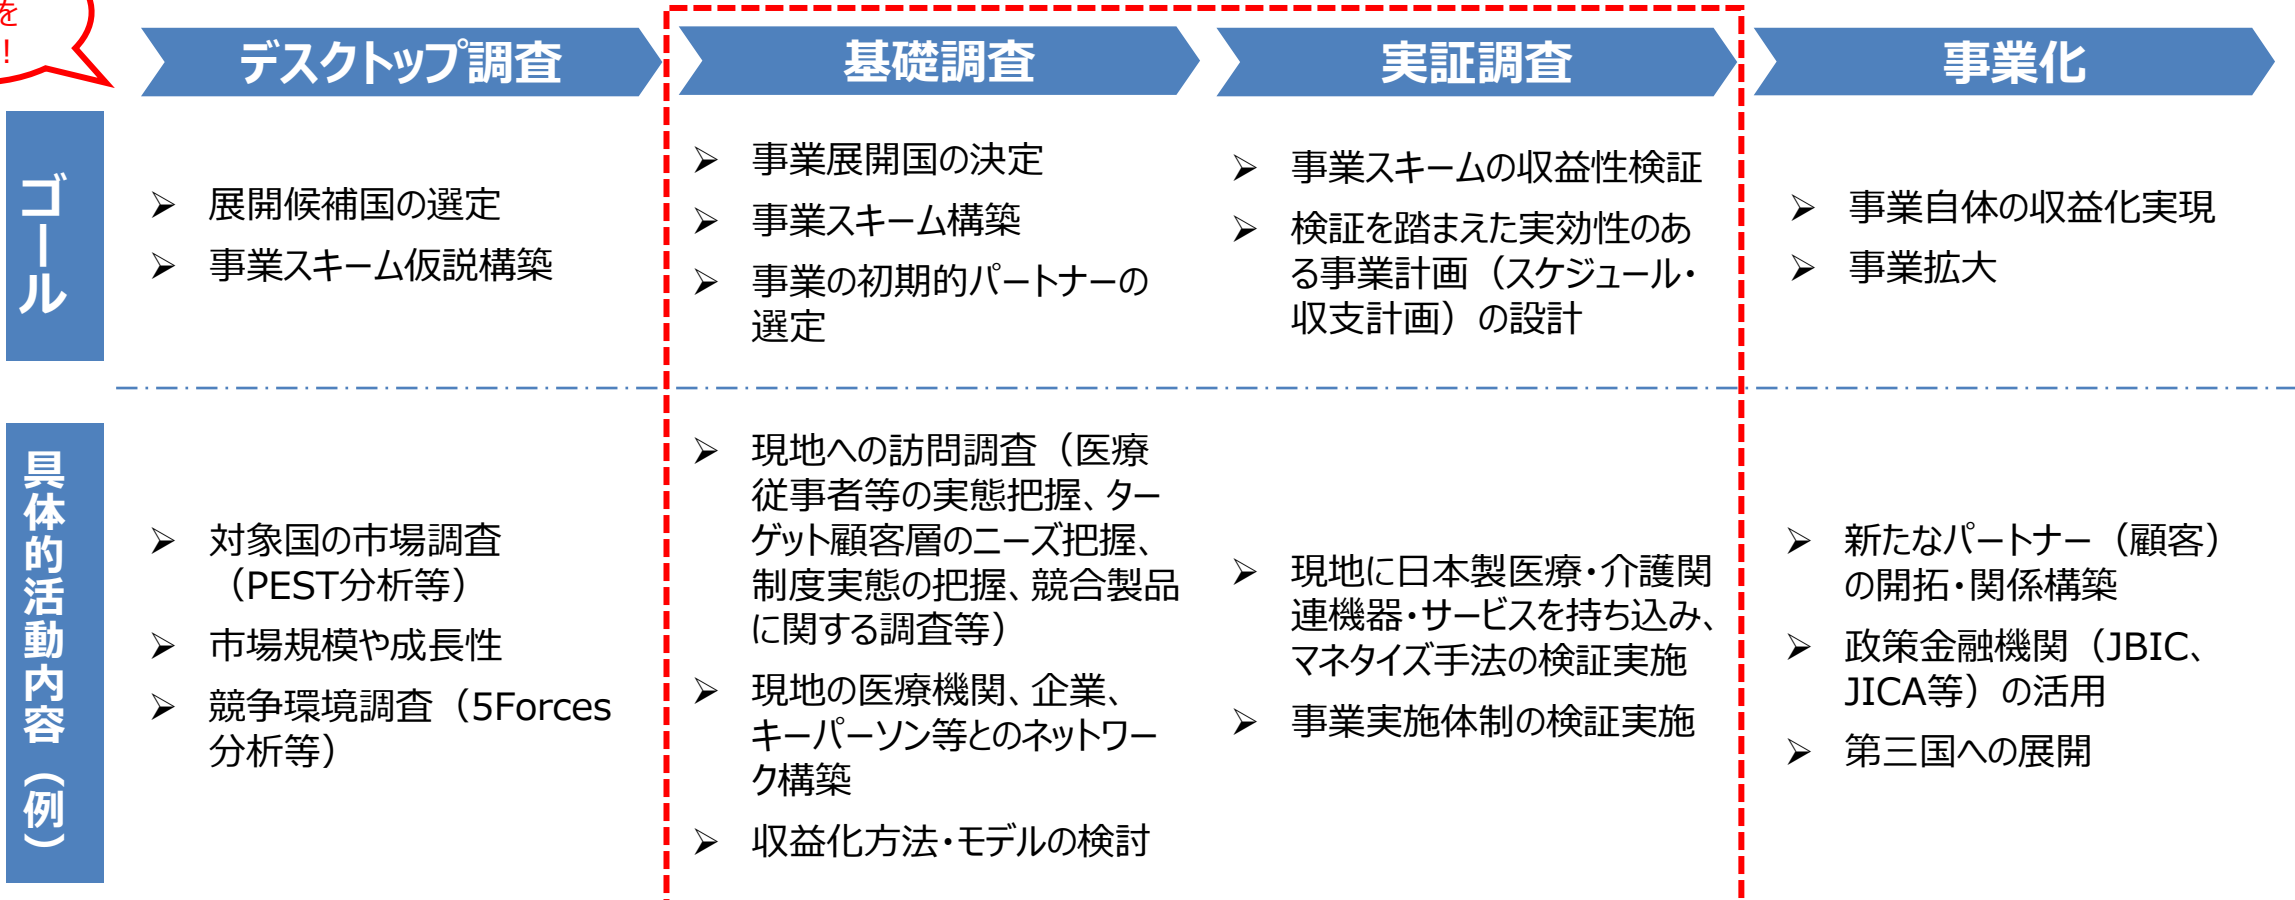 を
！
デスクトップ調査
基礎調査
実証調査
事業化
ゴール
➢ 展開候補国の選定
➢ 事業スキーム仮説構築
➢ 事業展開国の決定
➢ 事業スキーム構築
➢ 事業の初期的パートナーの
選定
➢ 事業スキームの収益性検証
➢ 検証を踏まえた実効性のあ
る事業計画（スケジュール・
収支計画）の設計
➢ 事業自体の収益化実現
➢ 事業拡大
具体的活動内容（例）
➢ 対象国の市場調査
（PEST分析等）
➢ 市場規模や成長性
➢ 競争環境調査（5Forces
分析等）
➢ 現地への訪問調査（医療
従事者等の実態把握、ター
ゲット顧客層のニーズ把握、
制度実態の把握、競合製品
に関する調査等）
➢ 現地の医療機関、企業、
キーパーソン等とのネットワー
ク構築
➢ 収益化方法・モデルの検討
➢ 現地に日本製医療・介護関
連機器・サービスを持ち込み、
マネタイズ手法の検証実施
➢ 事業実施体制の検証実施
➢ 新たなパートナー（顧客）
の開拓・関係構築
➢ 政策金融機関（JBIC、
JICA等）の活用
➢ 第三国への展開